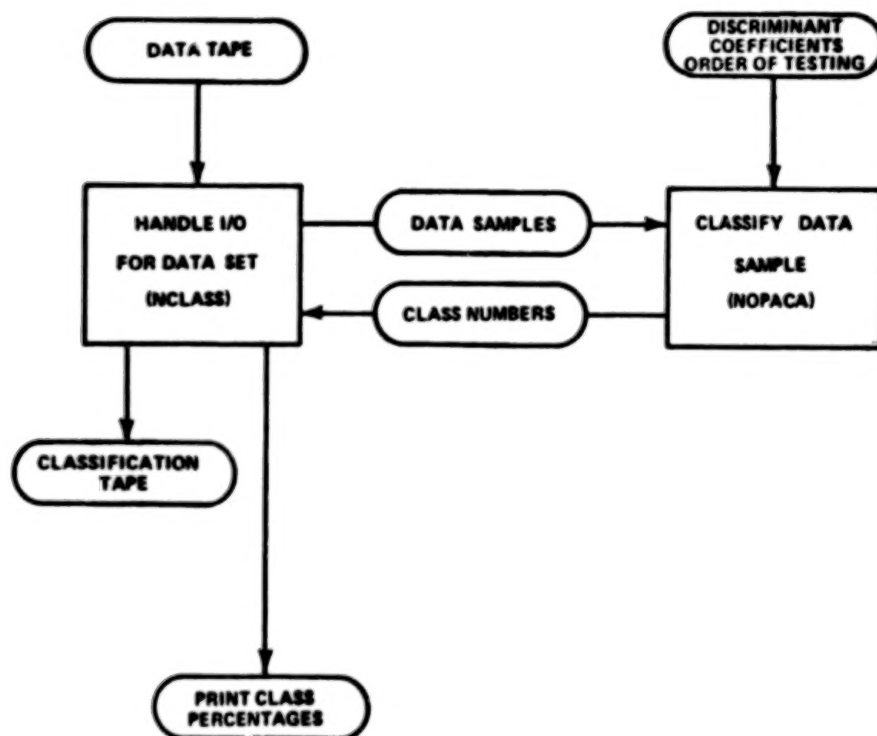 DATA TAPE
DISCRIMINANT
COEFFICIENTS
ORDER OF TESTING
HANDLE I/O
FOR DATA SET
(NCLASS)
DATA SAMPLES
CLASS NUMBERS
CLASSIFY DATA
SAMPLE
(NOPACA)
CLASSIFICATION
TAPE
PRINT CLASS
PERCENTAGES